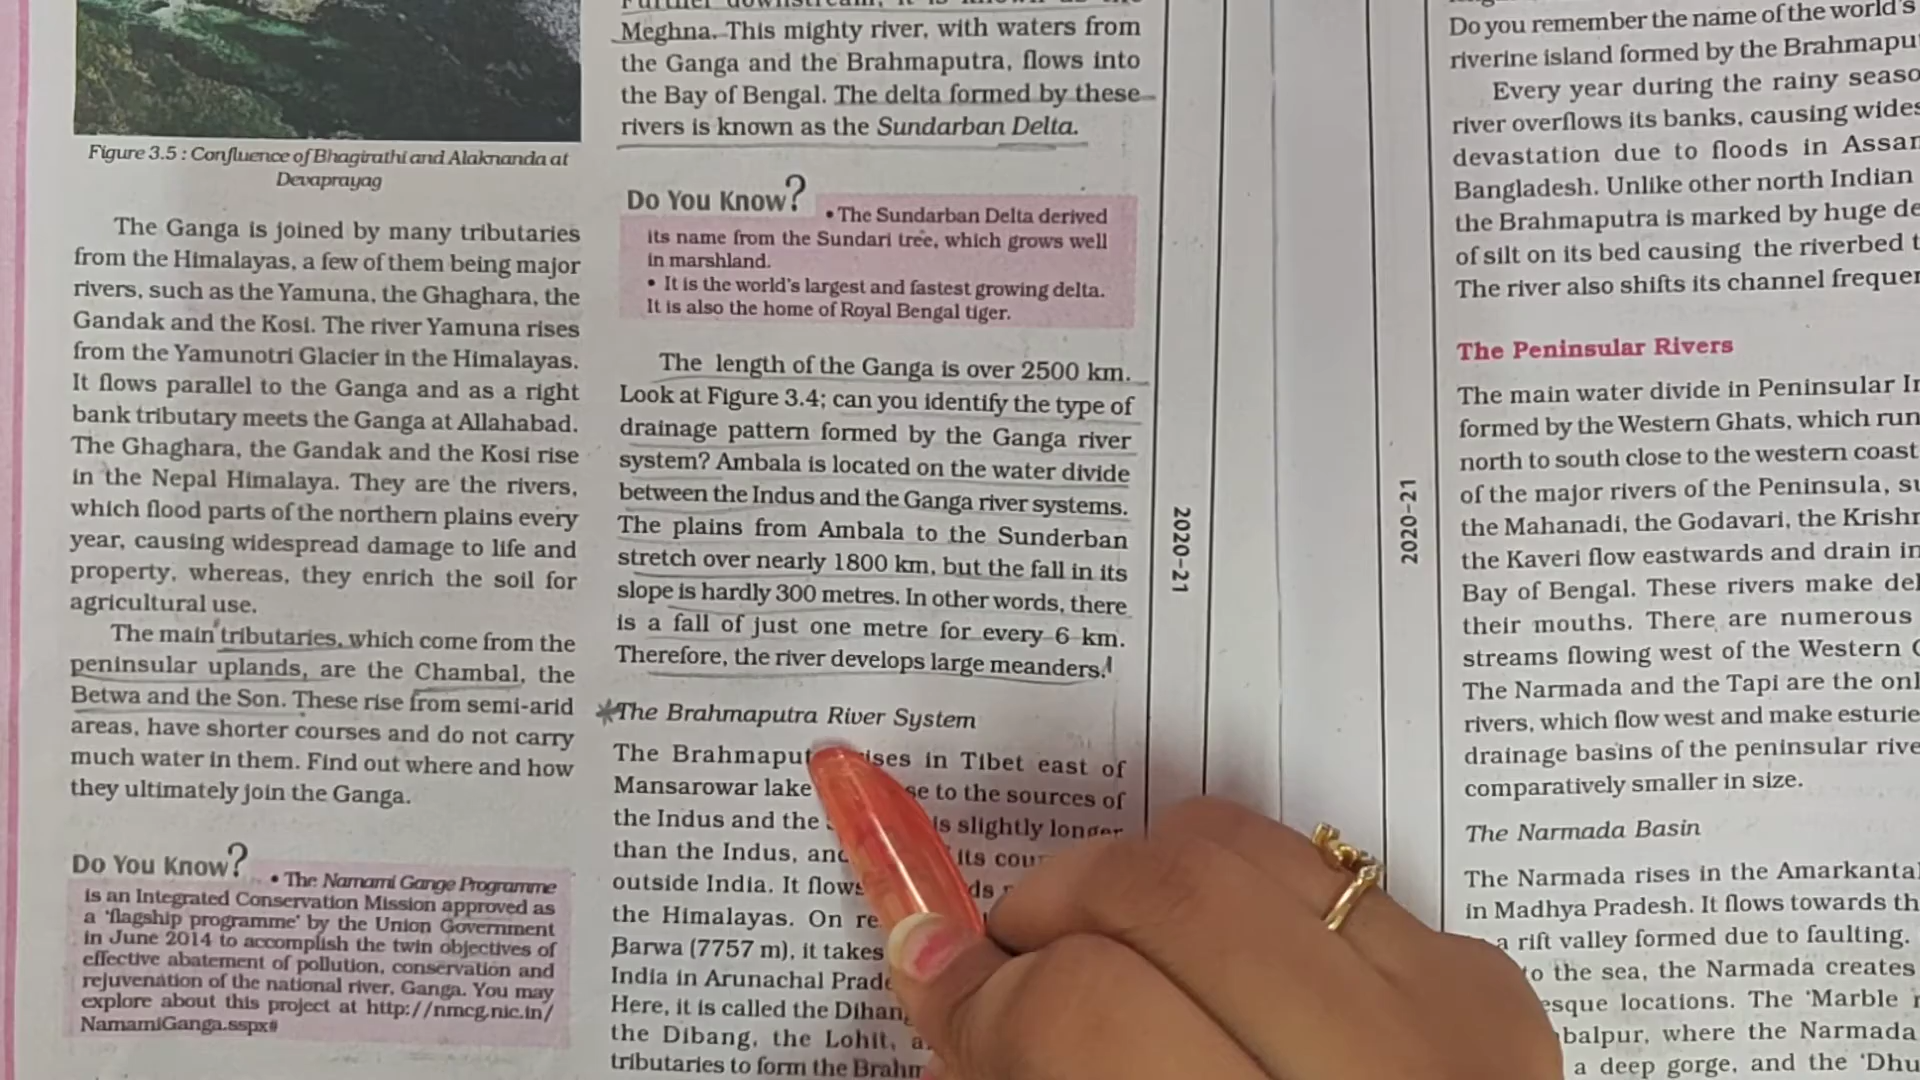 Figure 3.5 : Confluence of Bhagirathi and Alaknanda at
Devaprayag
The Ganga is joined by many tributaries
from the Himalayas, a few of them being major
rivers, such as the Yamuna, the Ghaghara, the
Gandak and the Kosi. The river Yamuna rises
from the Yamunotri Glacier in the Himalayas.
It flows parallel to the Ganga and as a right
bank tributary meets the Ganga at Allahabad.
The Ghaghara, the Gandak and the Kosi rise
in the Nepal Himalaya. They are the rivers,
which flood parts of the northern plains every
year, causing widespread damage to life and
property, whereas, they enrich the soil for
agricultural use.
The main tributaries, which come from the
peninsular uplands, are the Chambal, the
Betwa and the Son. These rise from semi-arid
areas, have shorter courses and do not carry
much water in them. Find out where and how
they ultimately join the Ganga.
Do You Know?
• The Namami Gange Programme
is an Integrated Conservation Mission approved as
a 'flagship programme' by the Union Government
in June 2014 to accomplish the twin objectives of
effective abatement of pollution, conservation and
rejuvenation of the national river, Ganga. You may
explore about this project at http://nmcg.nic.in/
NamamiGanga.sspx#
Further downstream, it is known as the
Meghna. This mighty river, with waters from
the Ganga and the Brahmaputra, flows into
the Bay of Bengal. The delta formed by these
rivers is known as the Sundarban Delta.
Do You Know?
• The Sundarban Delta derived
its name from the Sundari tree, which grows well
in marshland.
• It is the world's largest and fastest growing delta.
It is also the home of Royal Bengal tiger.
The length of the Ganga is over 2500 km.
Look at Figure 3.4; can you identify the type of
drainage pattern formed by the Ganga river
system? Ambala is located on the water divide
between the Indus and the Ganga river systems.
The plains from Ambala to the Sunderban
stretch over nearly 1800 km, but the fall in its
slope is hardly 300 metres. In other words, there
is a fall of just one metre for every 6 km.
Therefore, the river develops large meanders.
The Brahmaputra River System
The Brahmaput ises in Tibet east of
Mansarowar lake se to the sources of
the Indus and the is slightly longer
than the Indus, and its cour
outside India. It flows ds
the Himalayas. On re
Barwa (7757 m), it takes
India in Arunachal Prade
Here, it is called the Dihang
the Dibang, the Lohit, a
tributaries to form the Brahm
2020-21
2020-21
Do you remember the name of the world's
riverine island formed by the Brahmapu
Every year during the rainy seaso
river overflows its banks, causing wides
devastation due to floods in Assam
Bangladesh. Unlike other north Indian
the Brahmaputra is marked by huge de
of silt on its bed causing the riverbed t
The river also shifts its channel frequen
The Peninsular Rivers
The main water divide in Peninsular In
formed by the Western Ghats, which run
north to south close to the western coast
of the major rivers of the Peninsula, su
the Mahanadi, the Godavari, the Krishn
the Kaveri flow eastwards and drain in
Bay of Bengal. These rivers make del
their mouths. There are numerous
streams flowing west of the Western G
The Narmada and the Tapi are the onl
rivers, which flow west and make esturie
drainage basins of the peninsular rive
comparatively smaller in size.
The Narmada Basin
The Narmada rises in the Amarkantal
in Madhya Pradesh. It flows towards th
a rift valley formed due to faulting.
to the sea, the Narmada creates
esque locations. The 'Marble r
balpur, where the Narmada
a deep gorge, and the 'Dhu